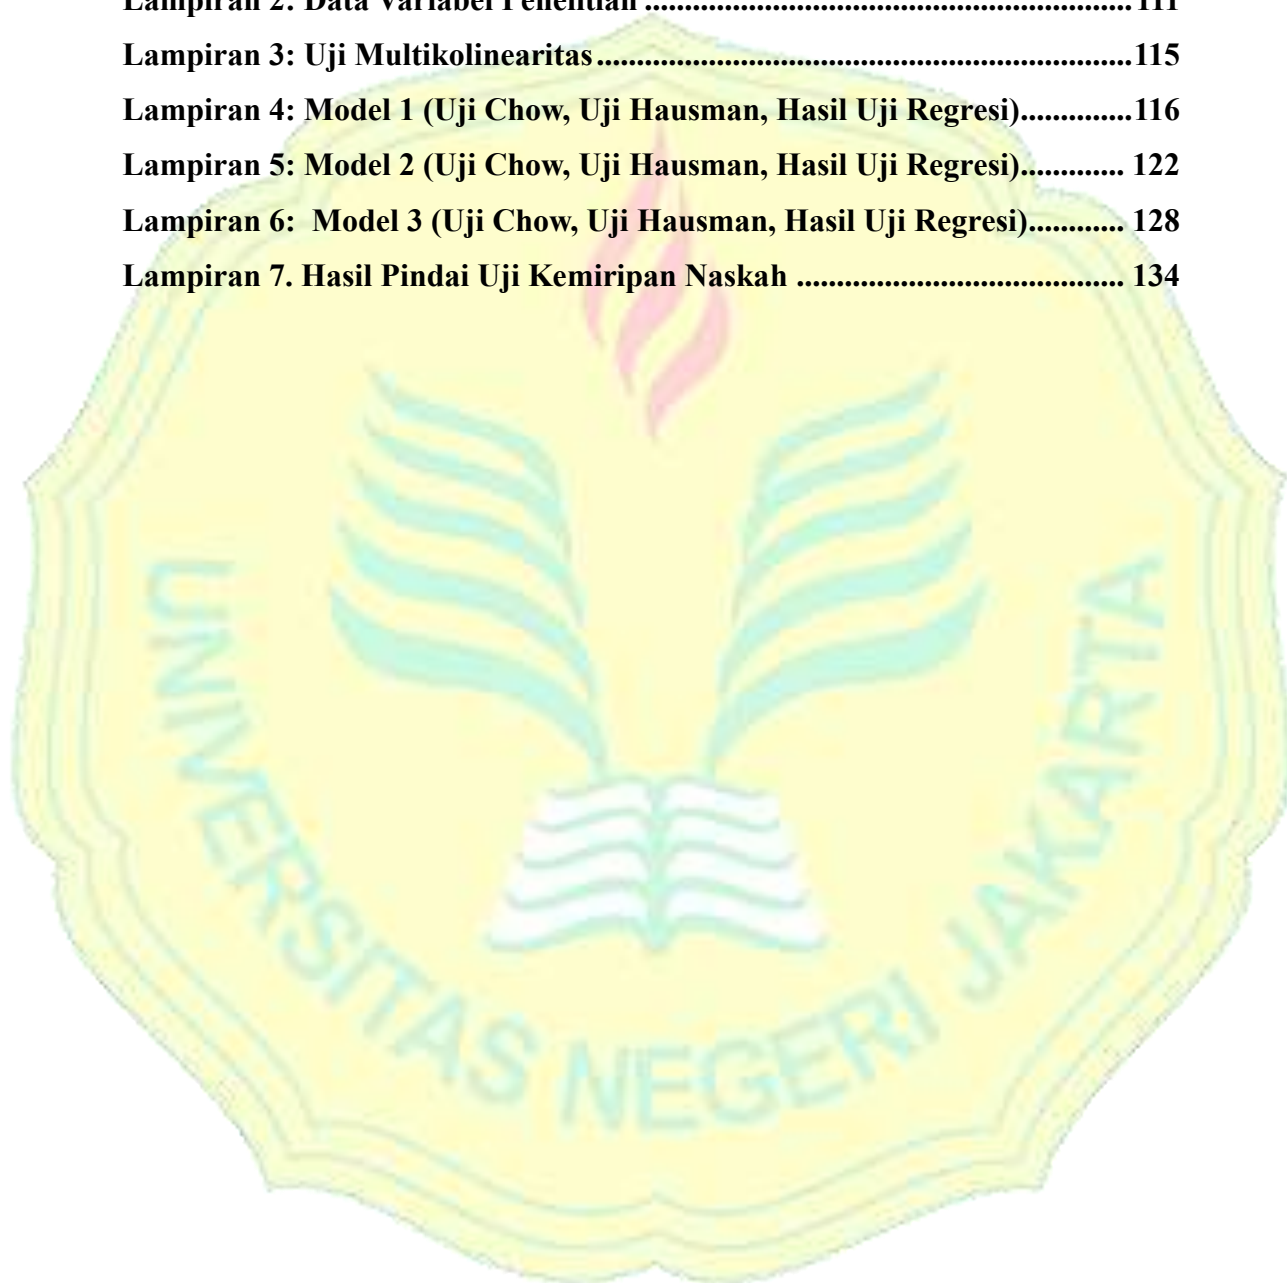 Lampiran 2: Data Variabel Penelitian ............................................................. 111
Lampiran 3: Uji Multikolinearitas ................................................................... 115
Lampiran 4: Model 1 (Uji Chow, Uji Hausman, Hasil Uji Regresi).............. 116
Lampiran 5: Model 2 (Uji Chow, Uji Hausman, Hasil Uji Regresi)............. 122
Lampiran 6:  Model 3 (Uji Chow, Uji Hausman, Hasil Uji Regresi)............ 128
Lampiran 7. Hasil Pindai Uji Kemiripan Naskah ......................................... 134
UNIVERSITAS NEGERI JAKARTA